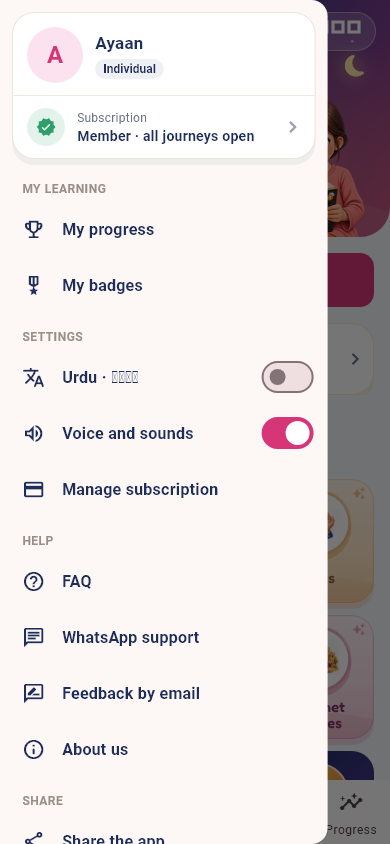 A
Ayaan
Individual
Subscription
Member · all journeys open
MY LEARNING
My progress
My badges
SETTINGS
Urdu ·
Voice and sounds
Manage subscription
HELP
FAQ
WhatsApp support
Feedback by email
About us
SHARE
Share the app
Progress